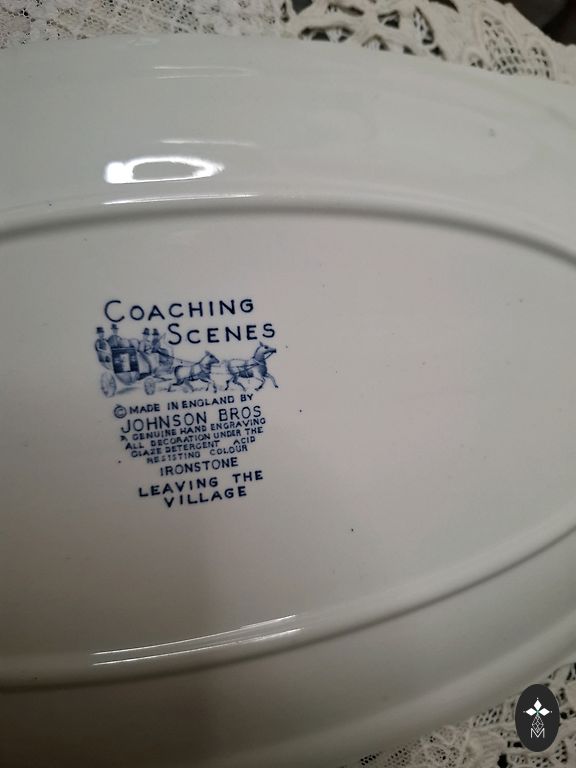 COACHING
SCENES
© MADE IN ENGLAND BY
JOHNSON BROS
A GENUINE HAND ENGRAVING
ALL DECORATION UNDER THE
GLAZE DETERGENT ACID
RESISTING COLOUR
IRONSTONE
LEAVING THE
VILLAGE
M